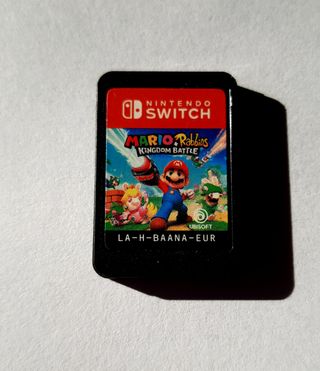 NINTENDO
SWITCH
MARIO + Rabbids
KINGDOM BATTLE
UBISOFT
LA-H-BAANA-EUR